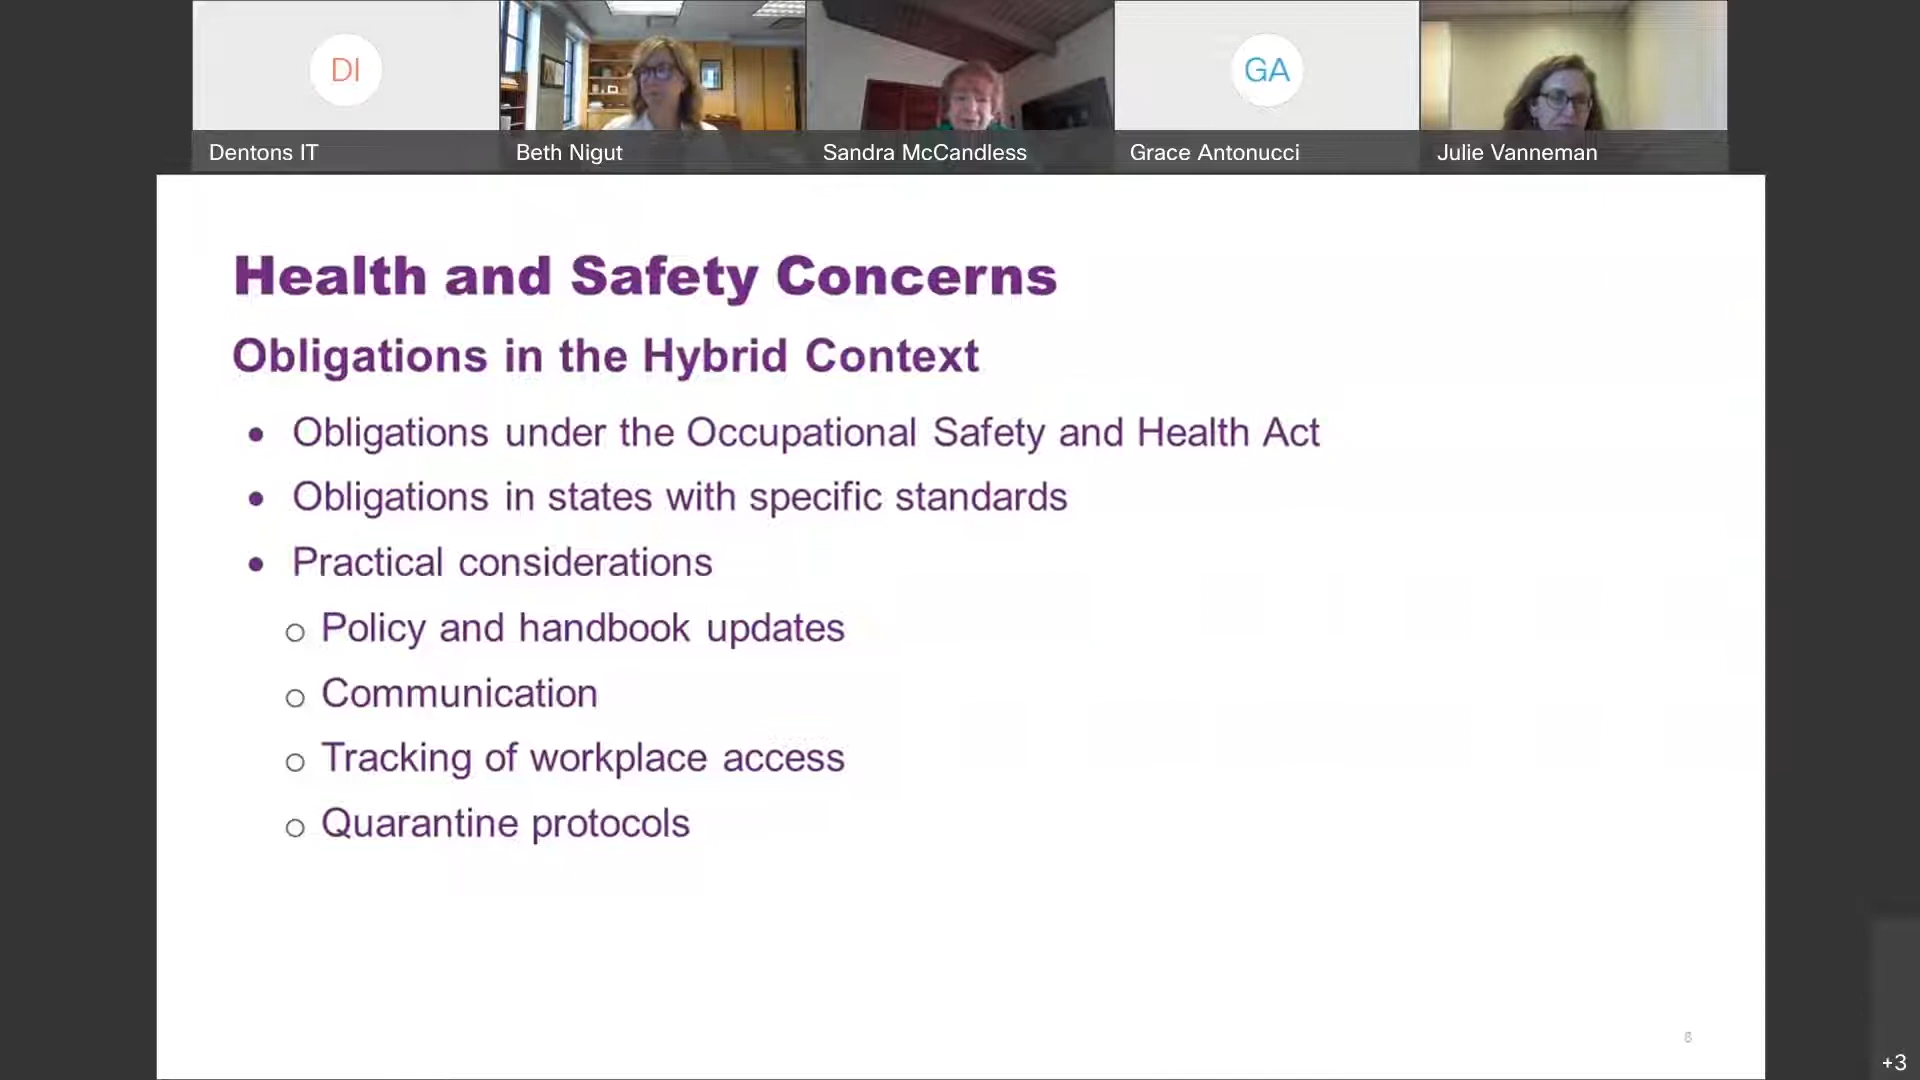 DI
GA
Dentons IT
Beth Nigut
Sandra McCandless
Grace Antonucci
Julie Vanneman
Health and Safety Concerns
Obligations in the Hybrid Context
• Obligations under the Occupational Safety and Health Act
• Obligations in states with specific standards
• Practical considerations
o Policy and handbook updates
o Communication
o Tracking of workplace access
o Quarantine protocols
+3